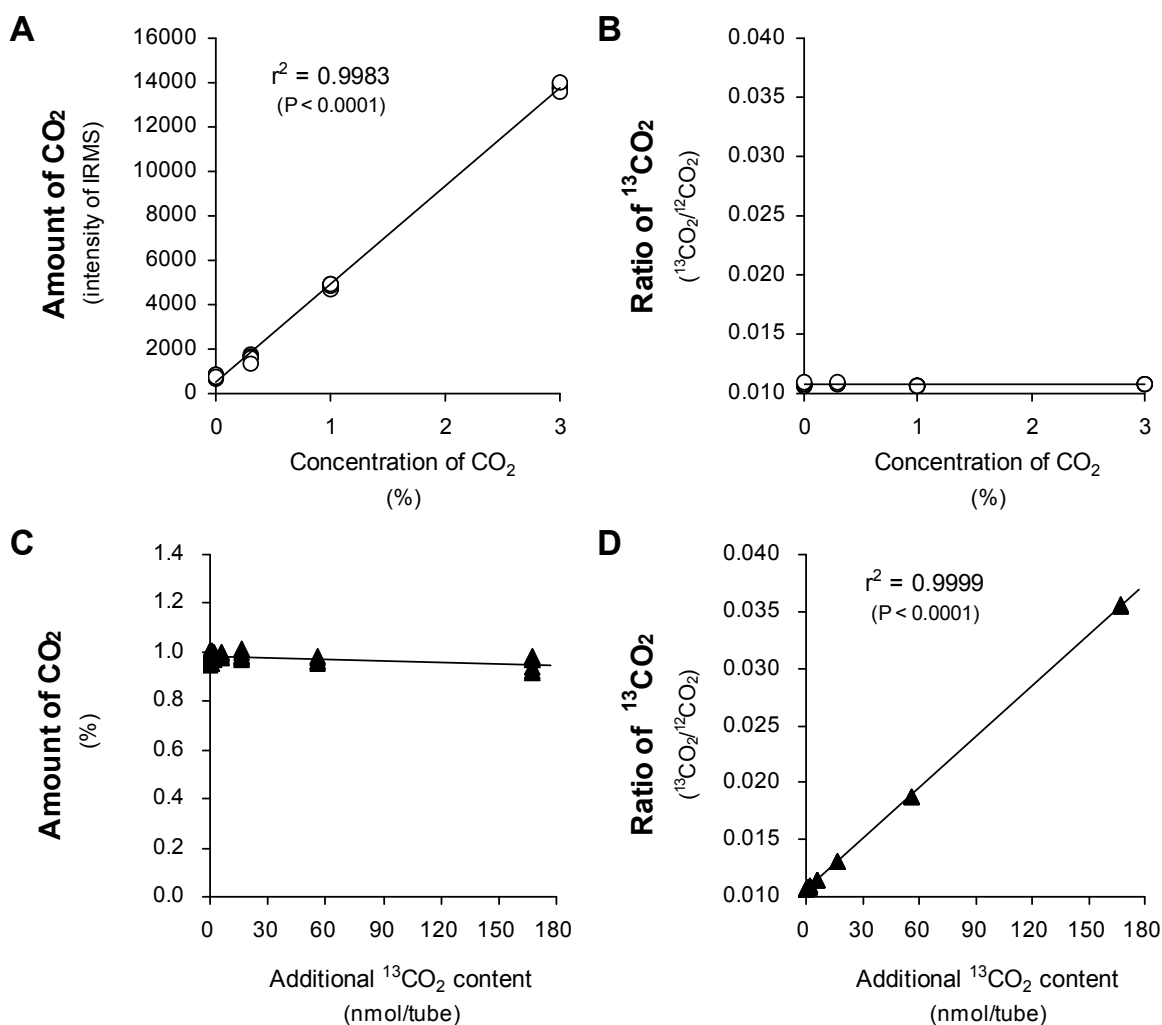 A
Amount of CO₂
(intensity of IRMS)
16000
14000
12000
10000
8000
6000
4000
2000
0
r² = 0.9983
(P < 0.0001)
0 1 2 3
Concentration of CO₂
(%)
B
Ratio of ¹³CO₂
(¹³CO₂/¹²CO₂)
0.040
0.035
0.030
0.025
0.020
0.015
0.010
0 1 2 3
Concentration of CO₂
(%)
C
Amount of CO₂
(%)
1.4
1.2
1.0
0.8
0.6
0.4
0.2
0.0
0 30 60 90 120 150 180
Additional ¹³CO₂ content
(nmol/tube)
D
Ratio of ¹³CO₂
(¹³CO₂/¹²CO₂)
0.040
0.035
0.030
0.025
0.020
0.015
0.010
r² = 0.9999
(P < 0.0001)
0 30 60 90 120 150 180
Additional ¹³CO₂ content
(nmol/tube)